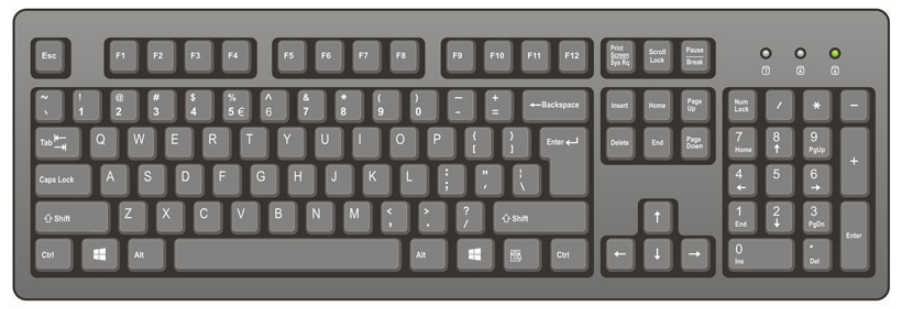 Esc F1 F2 F3 F4 F5 F6 F7 F8 F9 F10 F11 F12 Print Screen Sys Rq Scroll Lock Pause Break
~ ! @ # $ % ^ & * ( ) — +
` 1 2 3 4 5 € 6 7 8 9 0 - = ←Backspace Insert Home Page Up Num Lock / * −
Tab Q W E R T Y U I O P { [ } ] Enter Delete End Page Down 7 Home 8 ↑ 9 PgUp +
Caps Lock A S D F G H J K L : ; " ' | \ 4 ← 5 6 →
⇧ Shift Z X C V B N M < , > . ? / ⇧ Shift ↑ 1 End 2 ↓ 3 PgDn Enter
Ctrl Alt Alt Ctrl ← ↓ → 0 Ins . Del